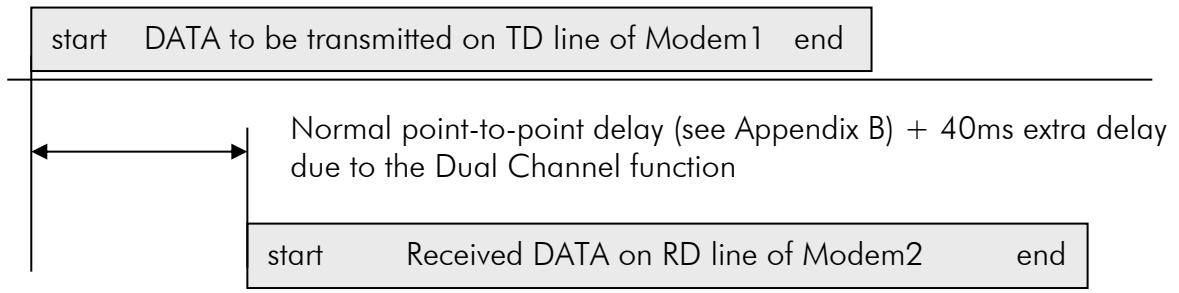 start DATA to be transmitted on TD line of Modem1 end
Normal point-to-point delay (see Appendix B) + 40ms extra delay
due to the Dual Channel function
start Received DATA on RD line of Modem2 end